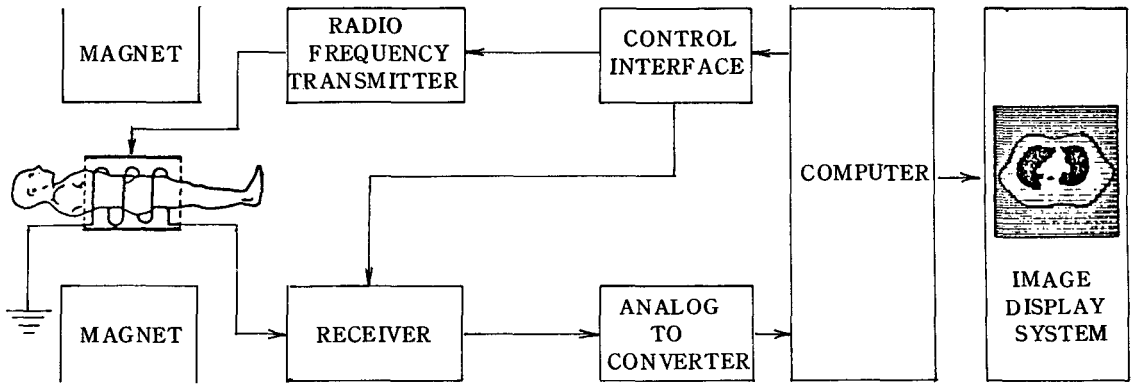 MAGNET
RADIO
FREQUENCY
TRANSMITTER
CONTROL
INTERFACE
COMPUTER
MAGNET
RECEIVER
ANALOG
TO
CONVERTER
IMAGE
DISPLAY
SYSTEM